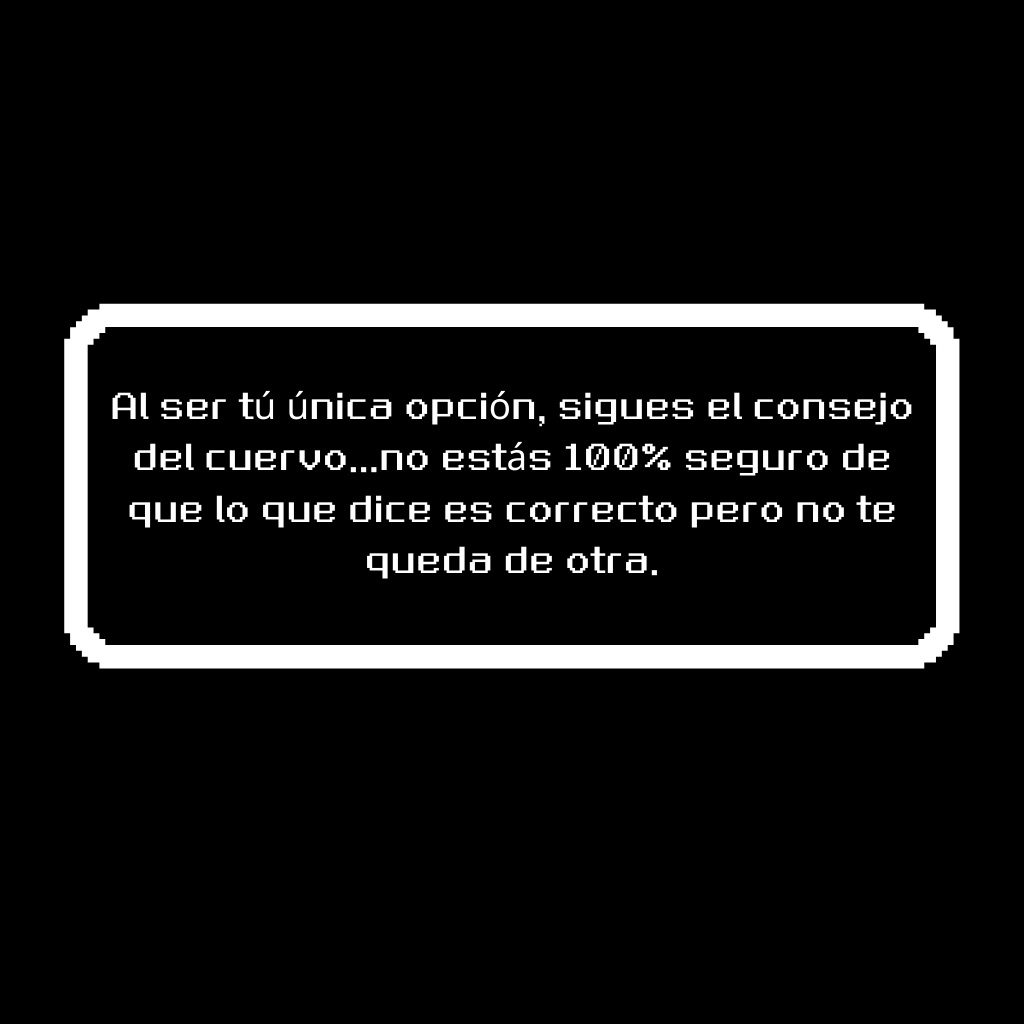 Al ser tú única opción, sigues el consejo
del cuervo...no estás 100% seguro de
que lo que dice es correcto pero no te
queda de otra.